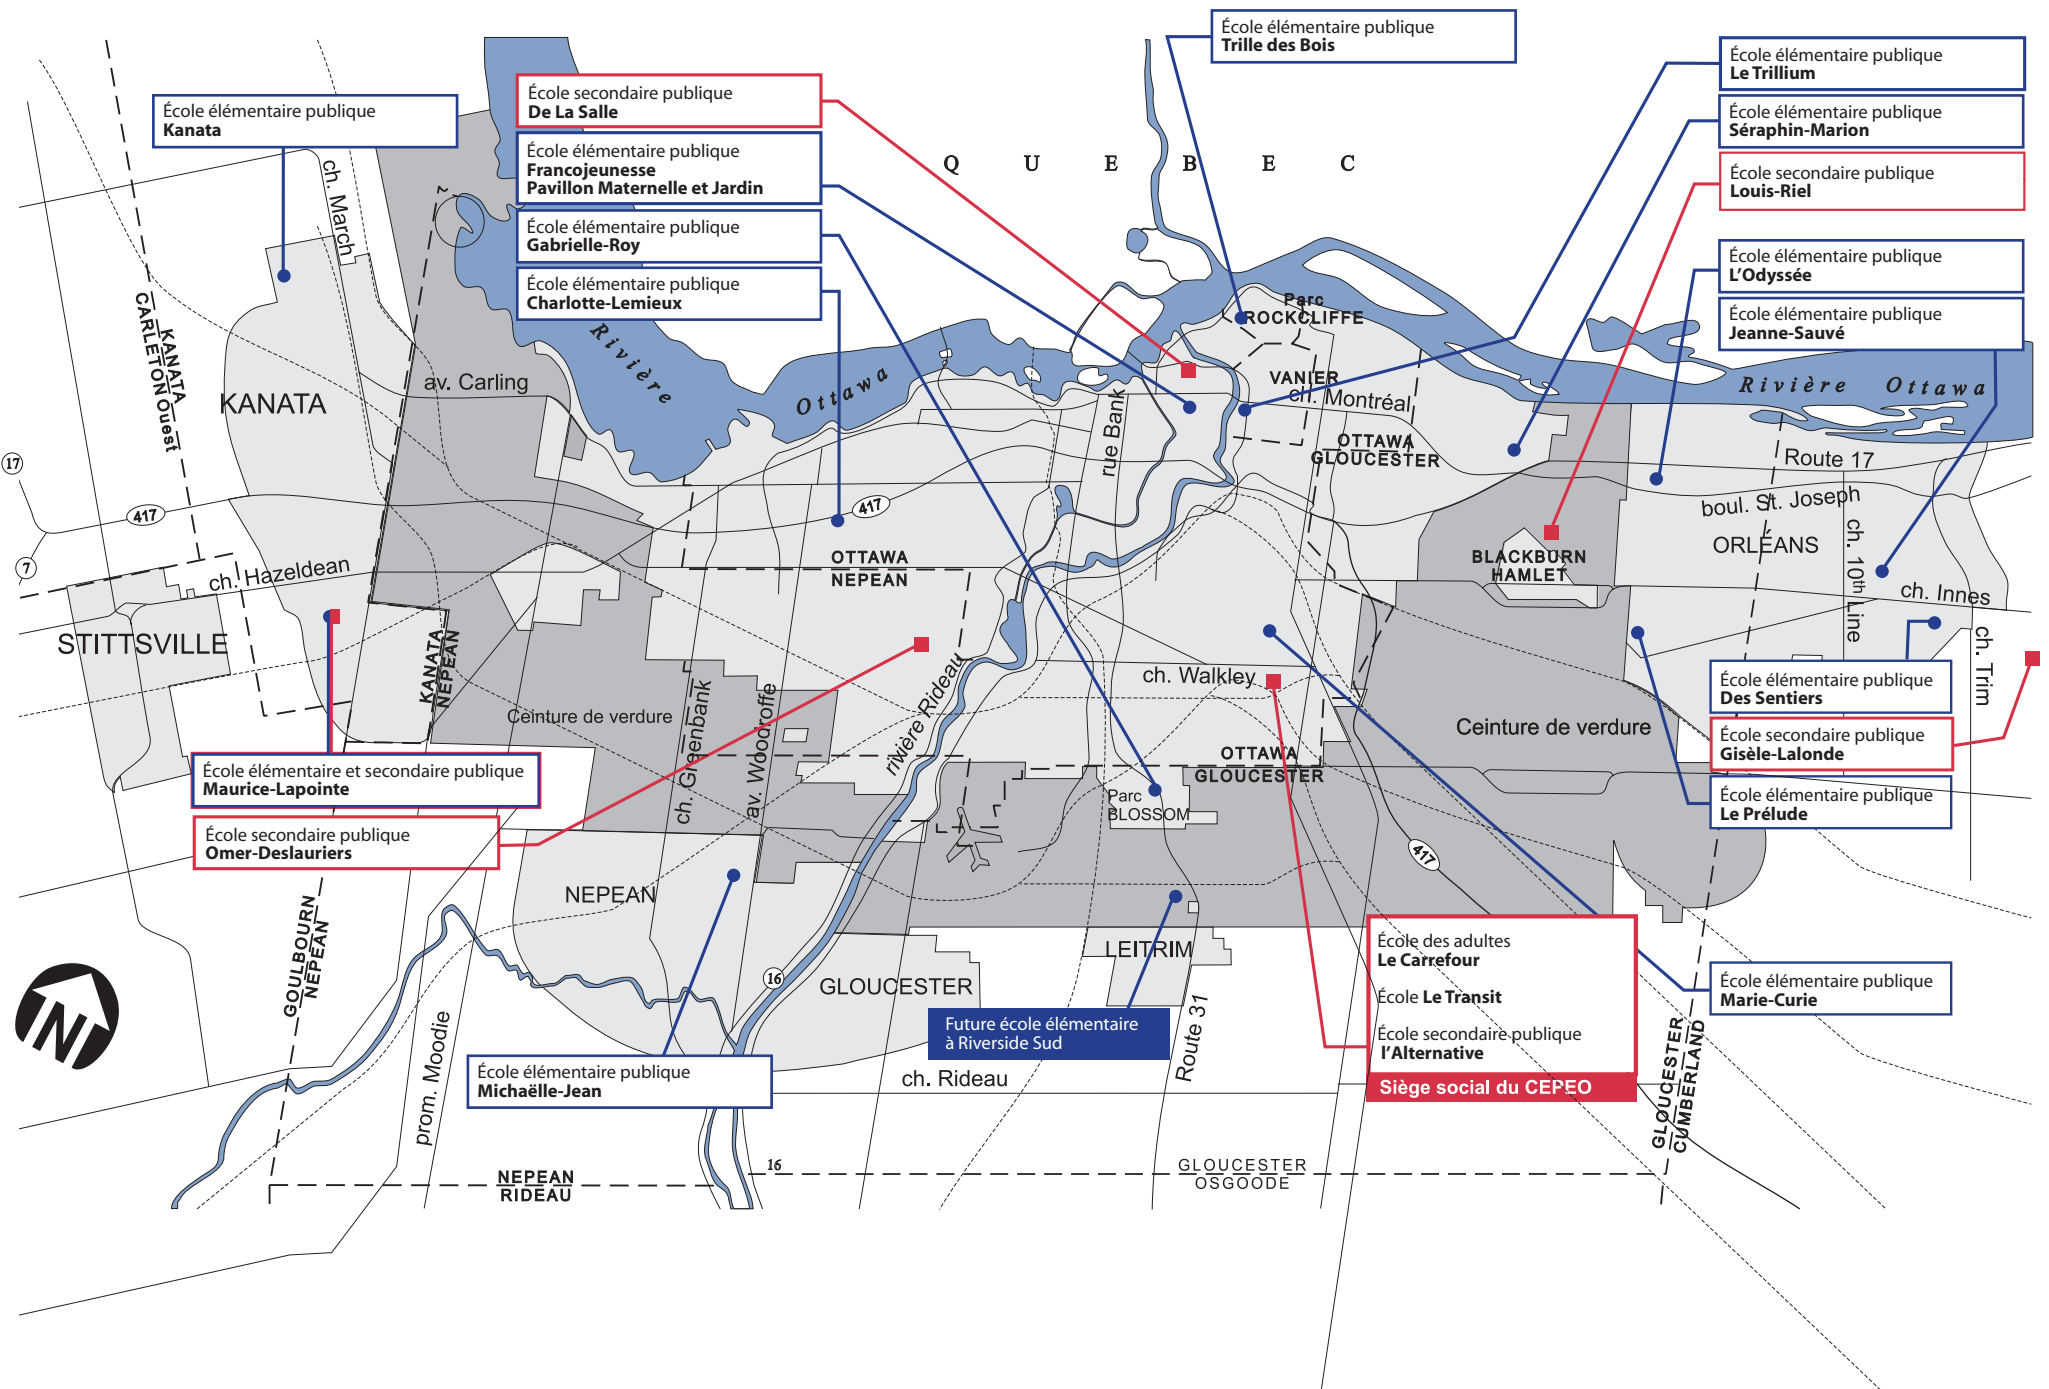 École élémentaire publique
Trille des Bois
École élémentaire publique
Le Trillium
École secondaire publique
De La Salle
École élémentaire publique
Kanata
École élémentaire publique
Séraphin-Marion
École élémentaire publique
Francojeunesse
Pavillon Maternelle et Jardin
QUEBEC
École secondaire publique
Louis-Riel
ch. March
École élémentaire publique
Gabrielle-Roy
École élémentaire publique
L'Odyssée
École élémentaire publique
Charlotte-Lemieux
École élémentaire publique
Jeanne-Sauvé
Parc
ROCKCLIFFE
KANATA
CARLETON Ouest
Rivière
Ottawa
Rivière Ottawa
av. Carling
VANIER
ch. Montréal
KANATA
rue Bank
OTTAWA
GLOUCESTER
Route 17
17
417
417
boul. St. Joseph
ORLÉANS
ch. 10th Line
7
ch. Hazeldean
OTTAWA
NEPEAN
BLACKBURN
HAMLET
ch. Innes
STITTSVILLE
KANATA
NEPEAN
ch. Trim
ch. Walkley
rivière Rideau
École élémentaire publique
Des Sentiers
Ceinture de verdure
ch. Greenbank
av. Woodroffe
Ceinture de verdure
École secondaire publique
Gisèle-Lalonde
OTTAWA
GLOUCESTER
École élémentaire et secondaire publique
Maurice-Lapointe
Parc
BLOSSOM
École élémentaire publique
Le Prélude
École secondaire publique
Omer-Deslauriers
417
NEPEAN
GOULBOURN
NEPEAN
LEITRIM
École des adultes
Le Carrefour
École Le Transit
École secondaire publique
l'Alternative
Siège social du CEPEO
16
GLOUCESTER
École élémentaire publique
Marie-Curie
N
Future école élémentaire
à Riverside Sud
Route 31
prom. Moodie
École élémentaire publique
Michaëlle-Jean
ch. Rideau
GLOUCESTER
CUMBERLAND
16
NEPEAN
RIDEAU
GLOUCESTER
OSGOODE